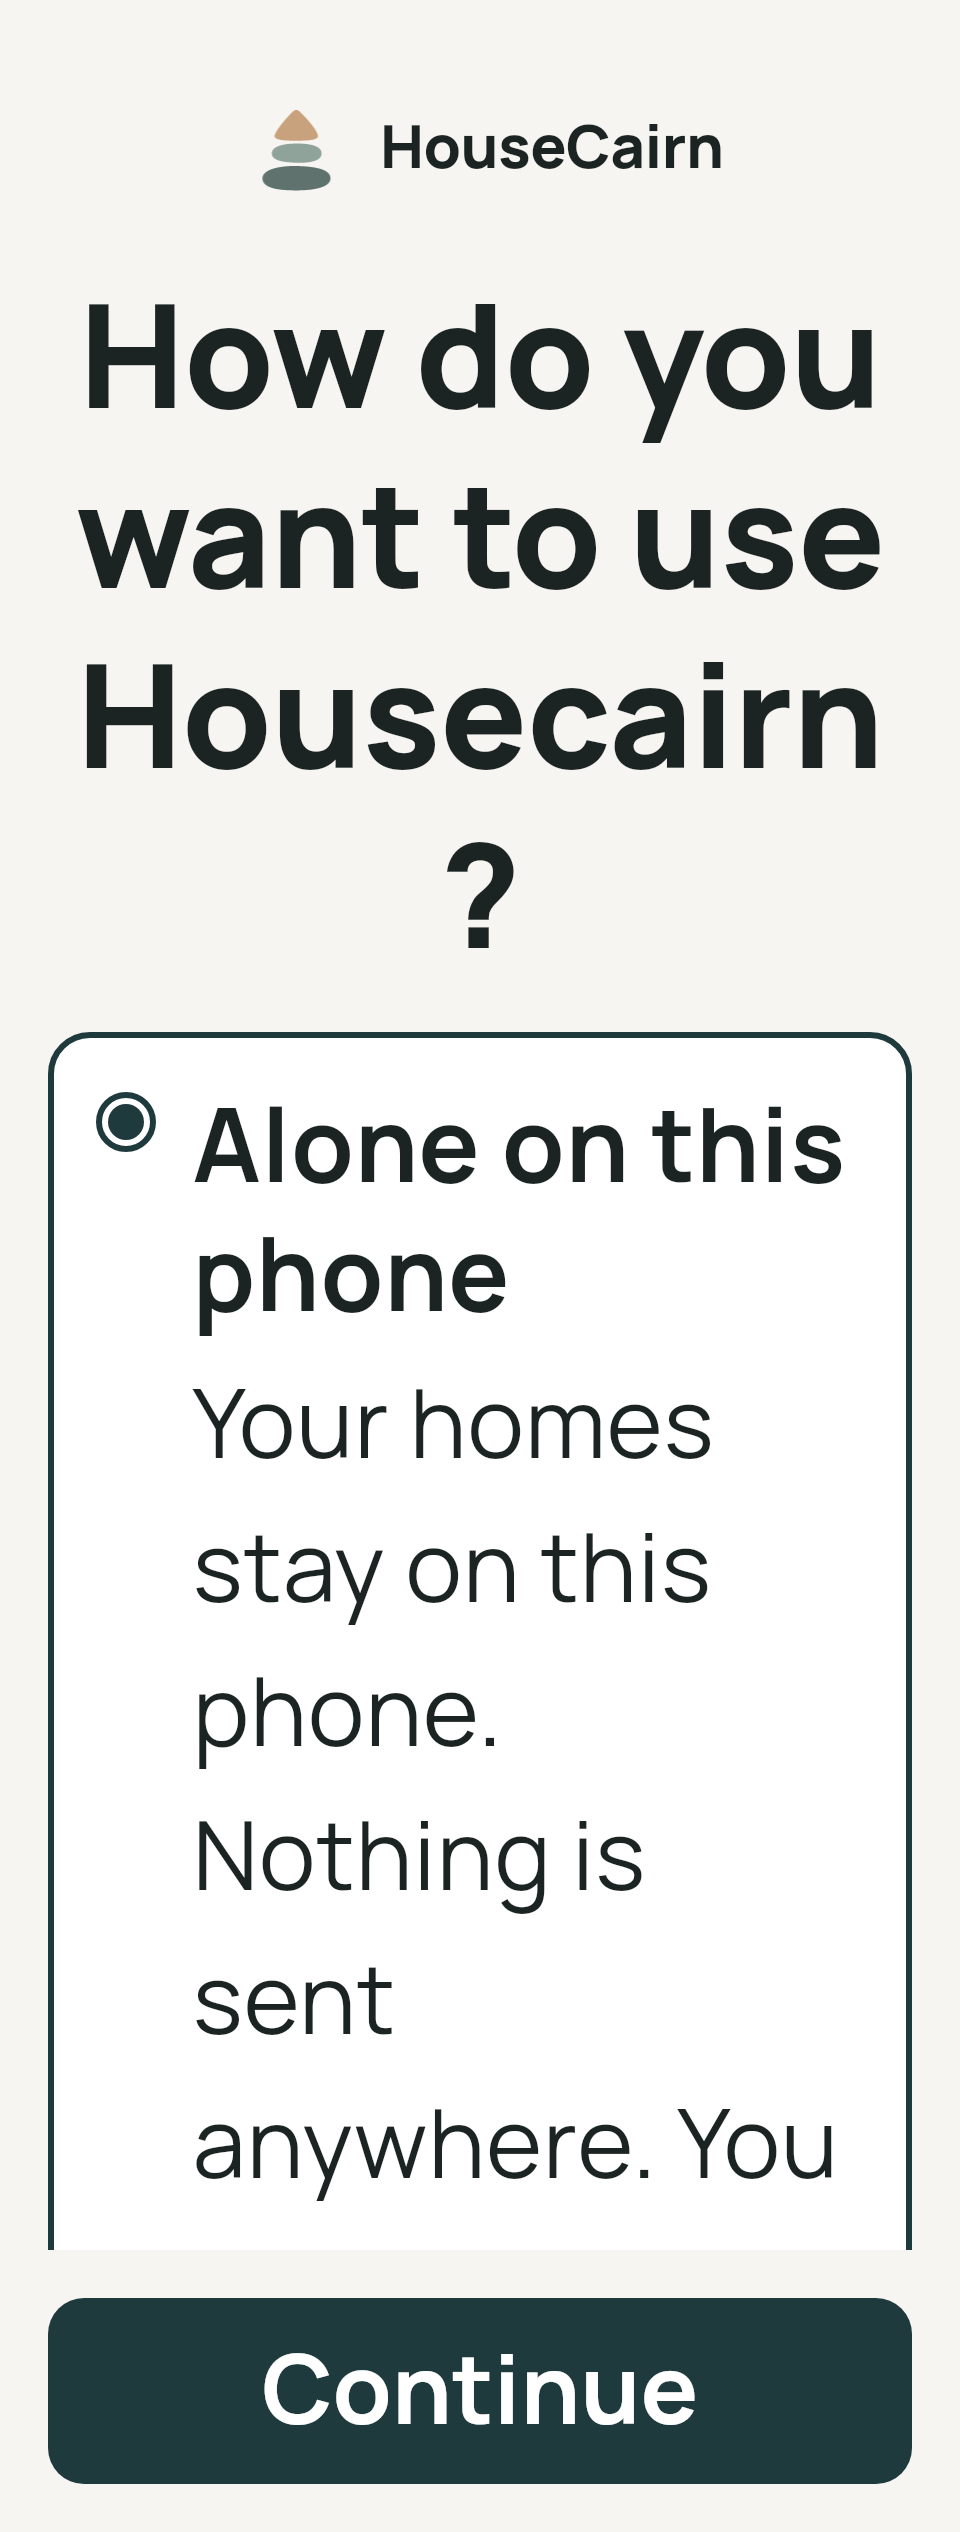 HouseCairn
How do you
want to use
Housecairn
?
Alone on this
phone
Your homes
stay on this
phone.
Nothing is
sent
anywhere. You
Continue